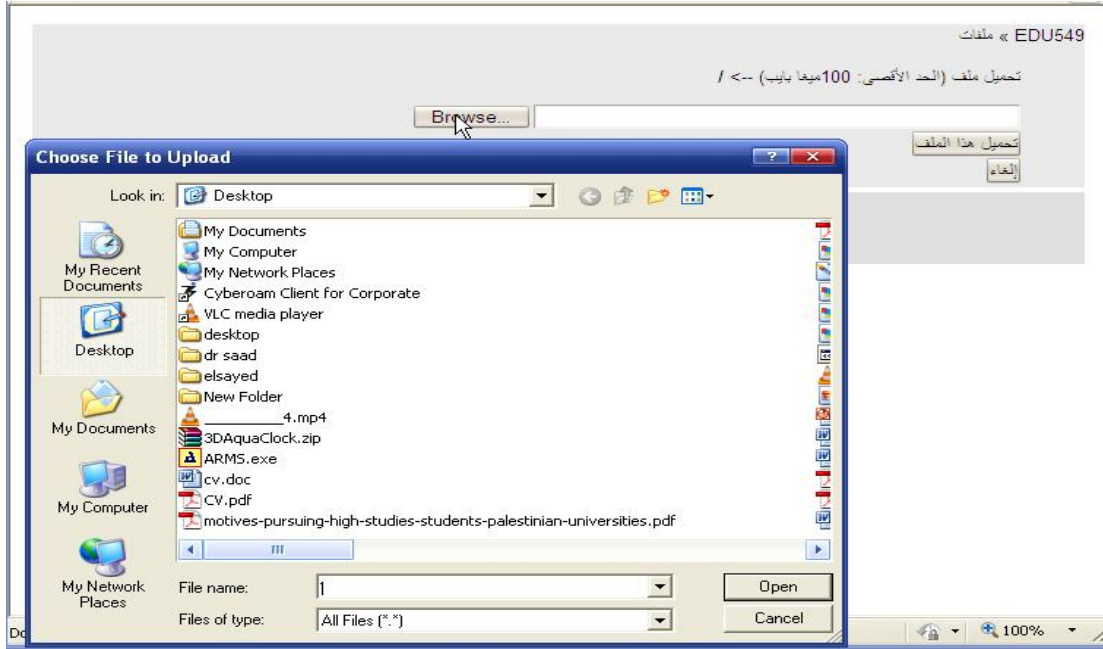 EDU549 » ملفات
تحميل ملف (الحد الأقصى: 100ميغا بايب) --> /
Browse...
تحميل هذا الملف
إلغاء
Choose File to Upload
Look in:
Desktop
My Recent Documents
Desktop
My Documents
My Computer
My Network Places
My Documents
My Computer
My Network Places
Cyberoam Client for Corporate
VLC media player
desktop
dr saad
elsayed
New Folder
_________4.mp4
3DAquaClock.zip
ARMS.exe
cv.doc
CV.pdf
motives-pursuing-high-studies-students-palestinian-universities.pdf
File name:
1
Open
Files of type:
All Files (*.*)
Cancel
100%